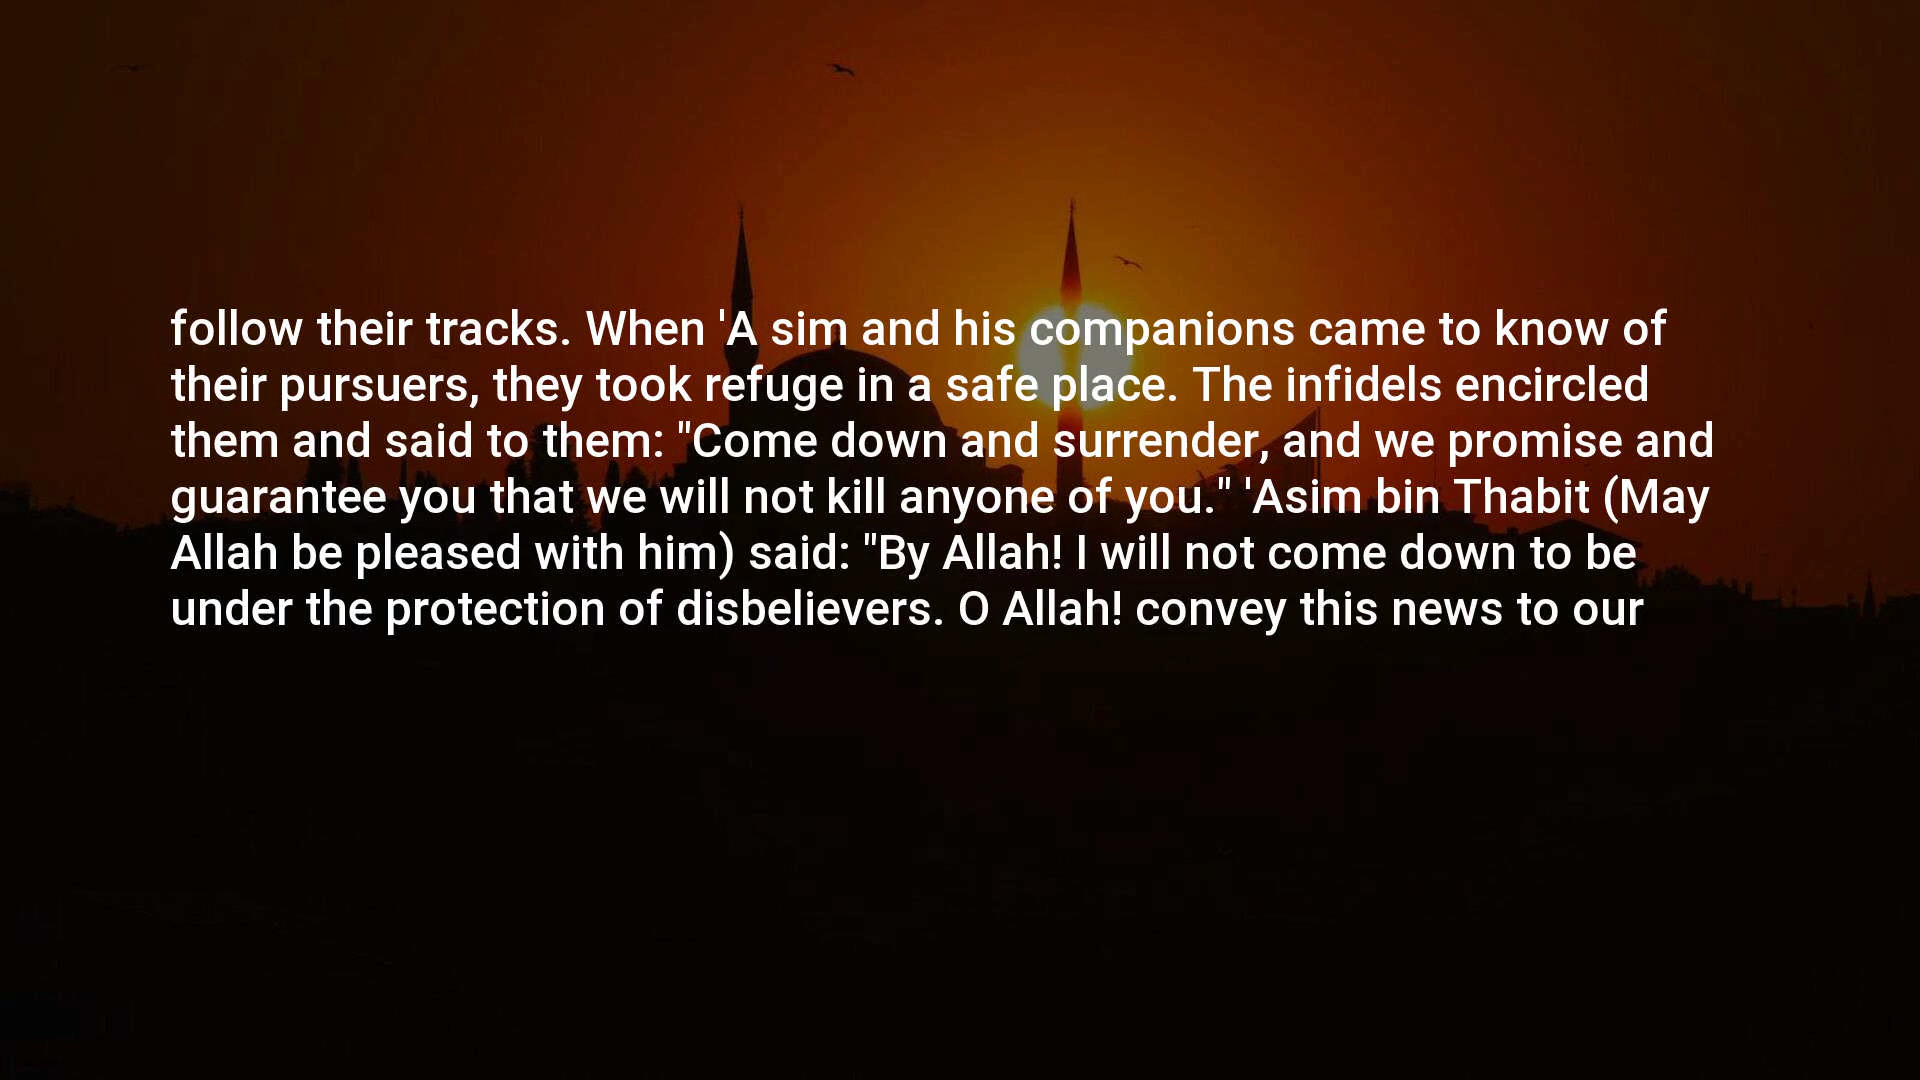 follow their tracks. When 'A sim and his companions came to know of
their pursuers, they took refuge in a safe place. The infidels encircled
them and said to them: "Come down and surrender, and we promise and
guarantee you that we will not kill anyone of you." 'Asim bin Thabit (May
Allah be pleased with him) said: "By Allah! I will not come down to be
under the protection of disbelievers. O Allah! convey this news to our